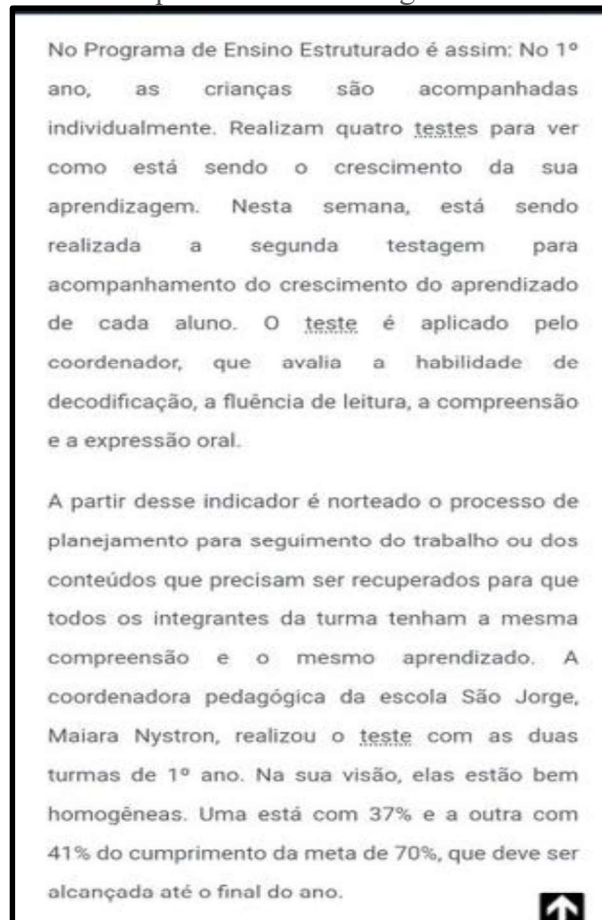 No Programa de Ensino Estruturado é assim: No 1º
ano, as crianças são acompanhadas
individualmente. Realizam quatro testes para ver
como está sendo o crescimento da sua
aprendizagem. Nesta semana, está sendo
realizada a segunda testagem para
acompanhamento do crescimento do aprendizado
de cada aluno. O teste é aplicado pelo
coordenador, que avalia a habilidade de
decodificação, a fluência de leitura, a compreensão
e a expressão oral.
A partir desse indicador é norteado o processo de
planejamento para seguimento do trabalho ou dos
conteúdos que precisam ser recuperados para que
todos os integrantes da turma tenham a mesma
compreensão e o mesmo aprendizado. A
coordenadora pedagógica da escola São Jorge,
Maiara Nystron, realizou o teste com as duas
turmas de 1º ano. Na sua visão, elas estão bem
homogêneas. Uma está com 37% e a outra com
41% do cumprimento da meta de 70%, que deve ser
alcançada até o final do ano.